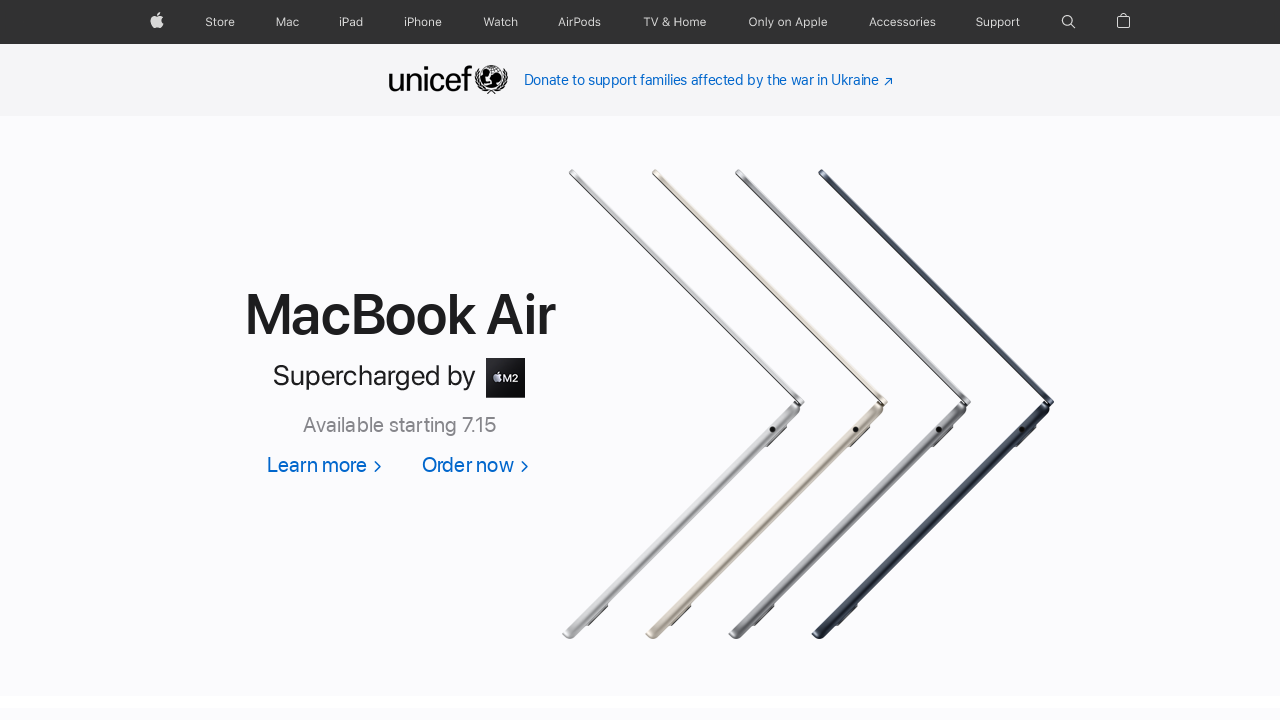 Store Mac iPad iPhone Watch AirPods TV & Home Only on Apple Accessories Support
unicef Donate to support families affected by the war in Ukraine ↗
MacBook Air
Supercharged by M2
Available starting 7.15
Learn more > Order now >